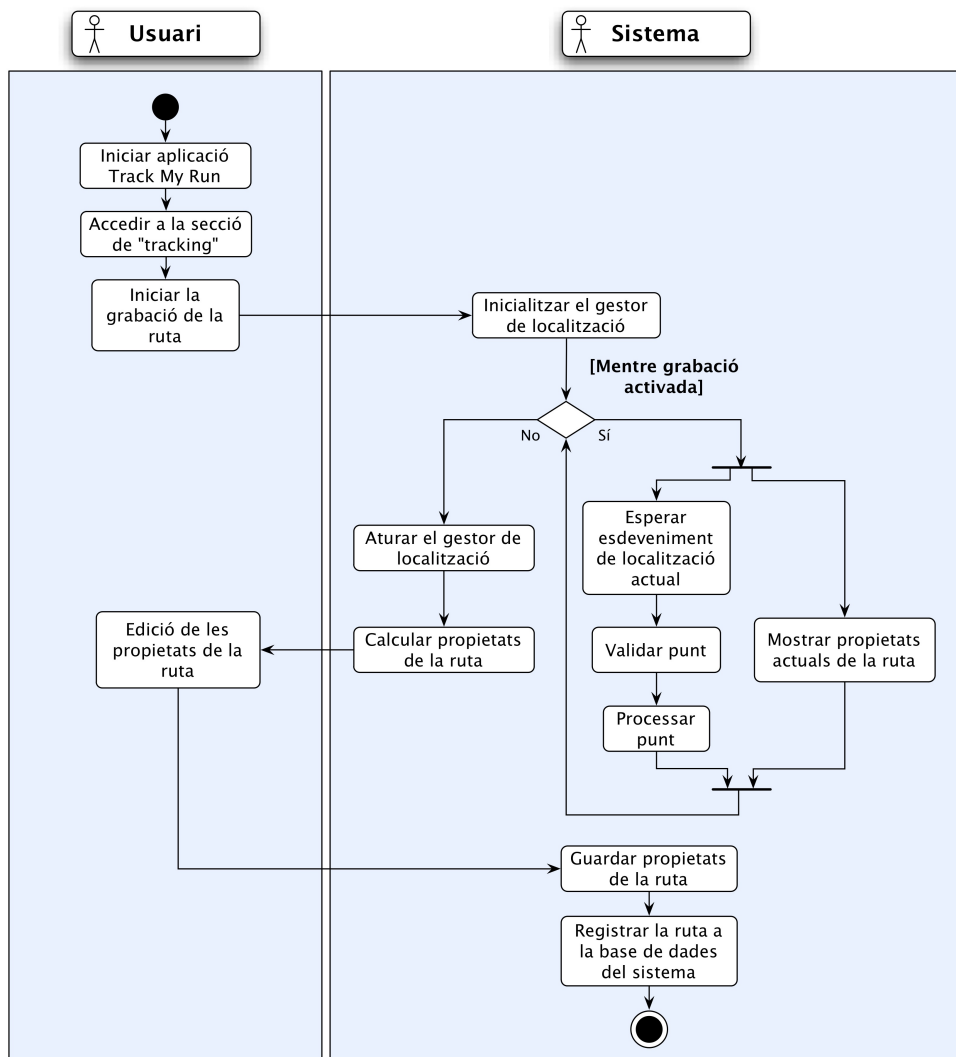 Usuari
Sistema
Iniciar aplicació
Track My Run
Accedir a la secció
de "tracking"
Iniciar la
grabació de la
ruta
Inicialitzar el gestor
de localització
[Mentre grabació
activada]
No
Sí
Esperar
esdeveniment
de localització
actual
Aturar el gestor de
localització
Edició de les
propietats de la
ruta
Calcular propietats
de la ruta
Validar punt
Mostrar propietats
actuals de la ruta
Processar
punt
Guardar propietats
de la ruta
Registrar la ruta a
la base de dades
del sistema